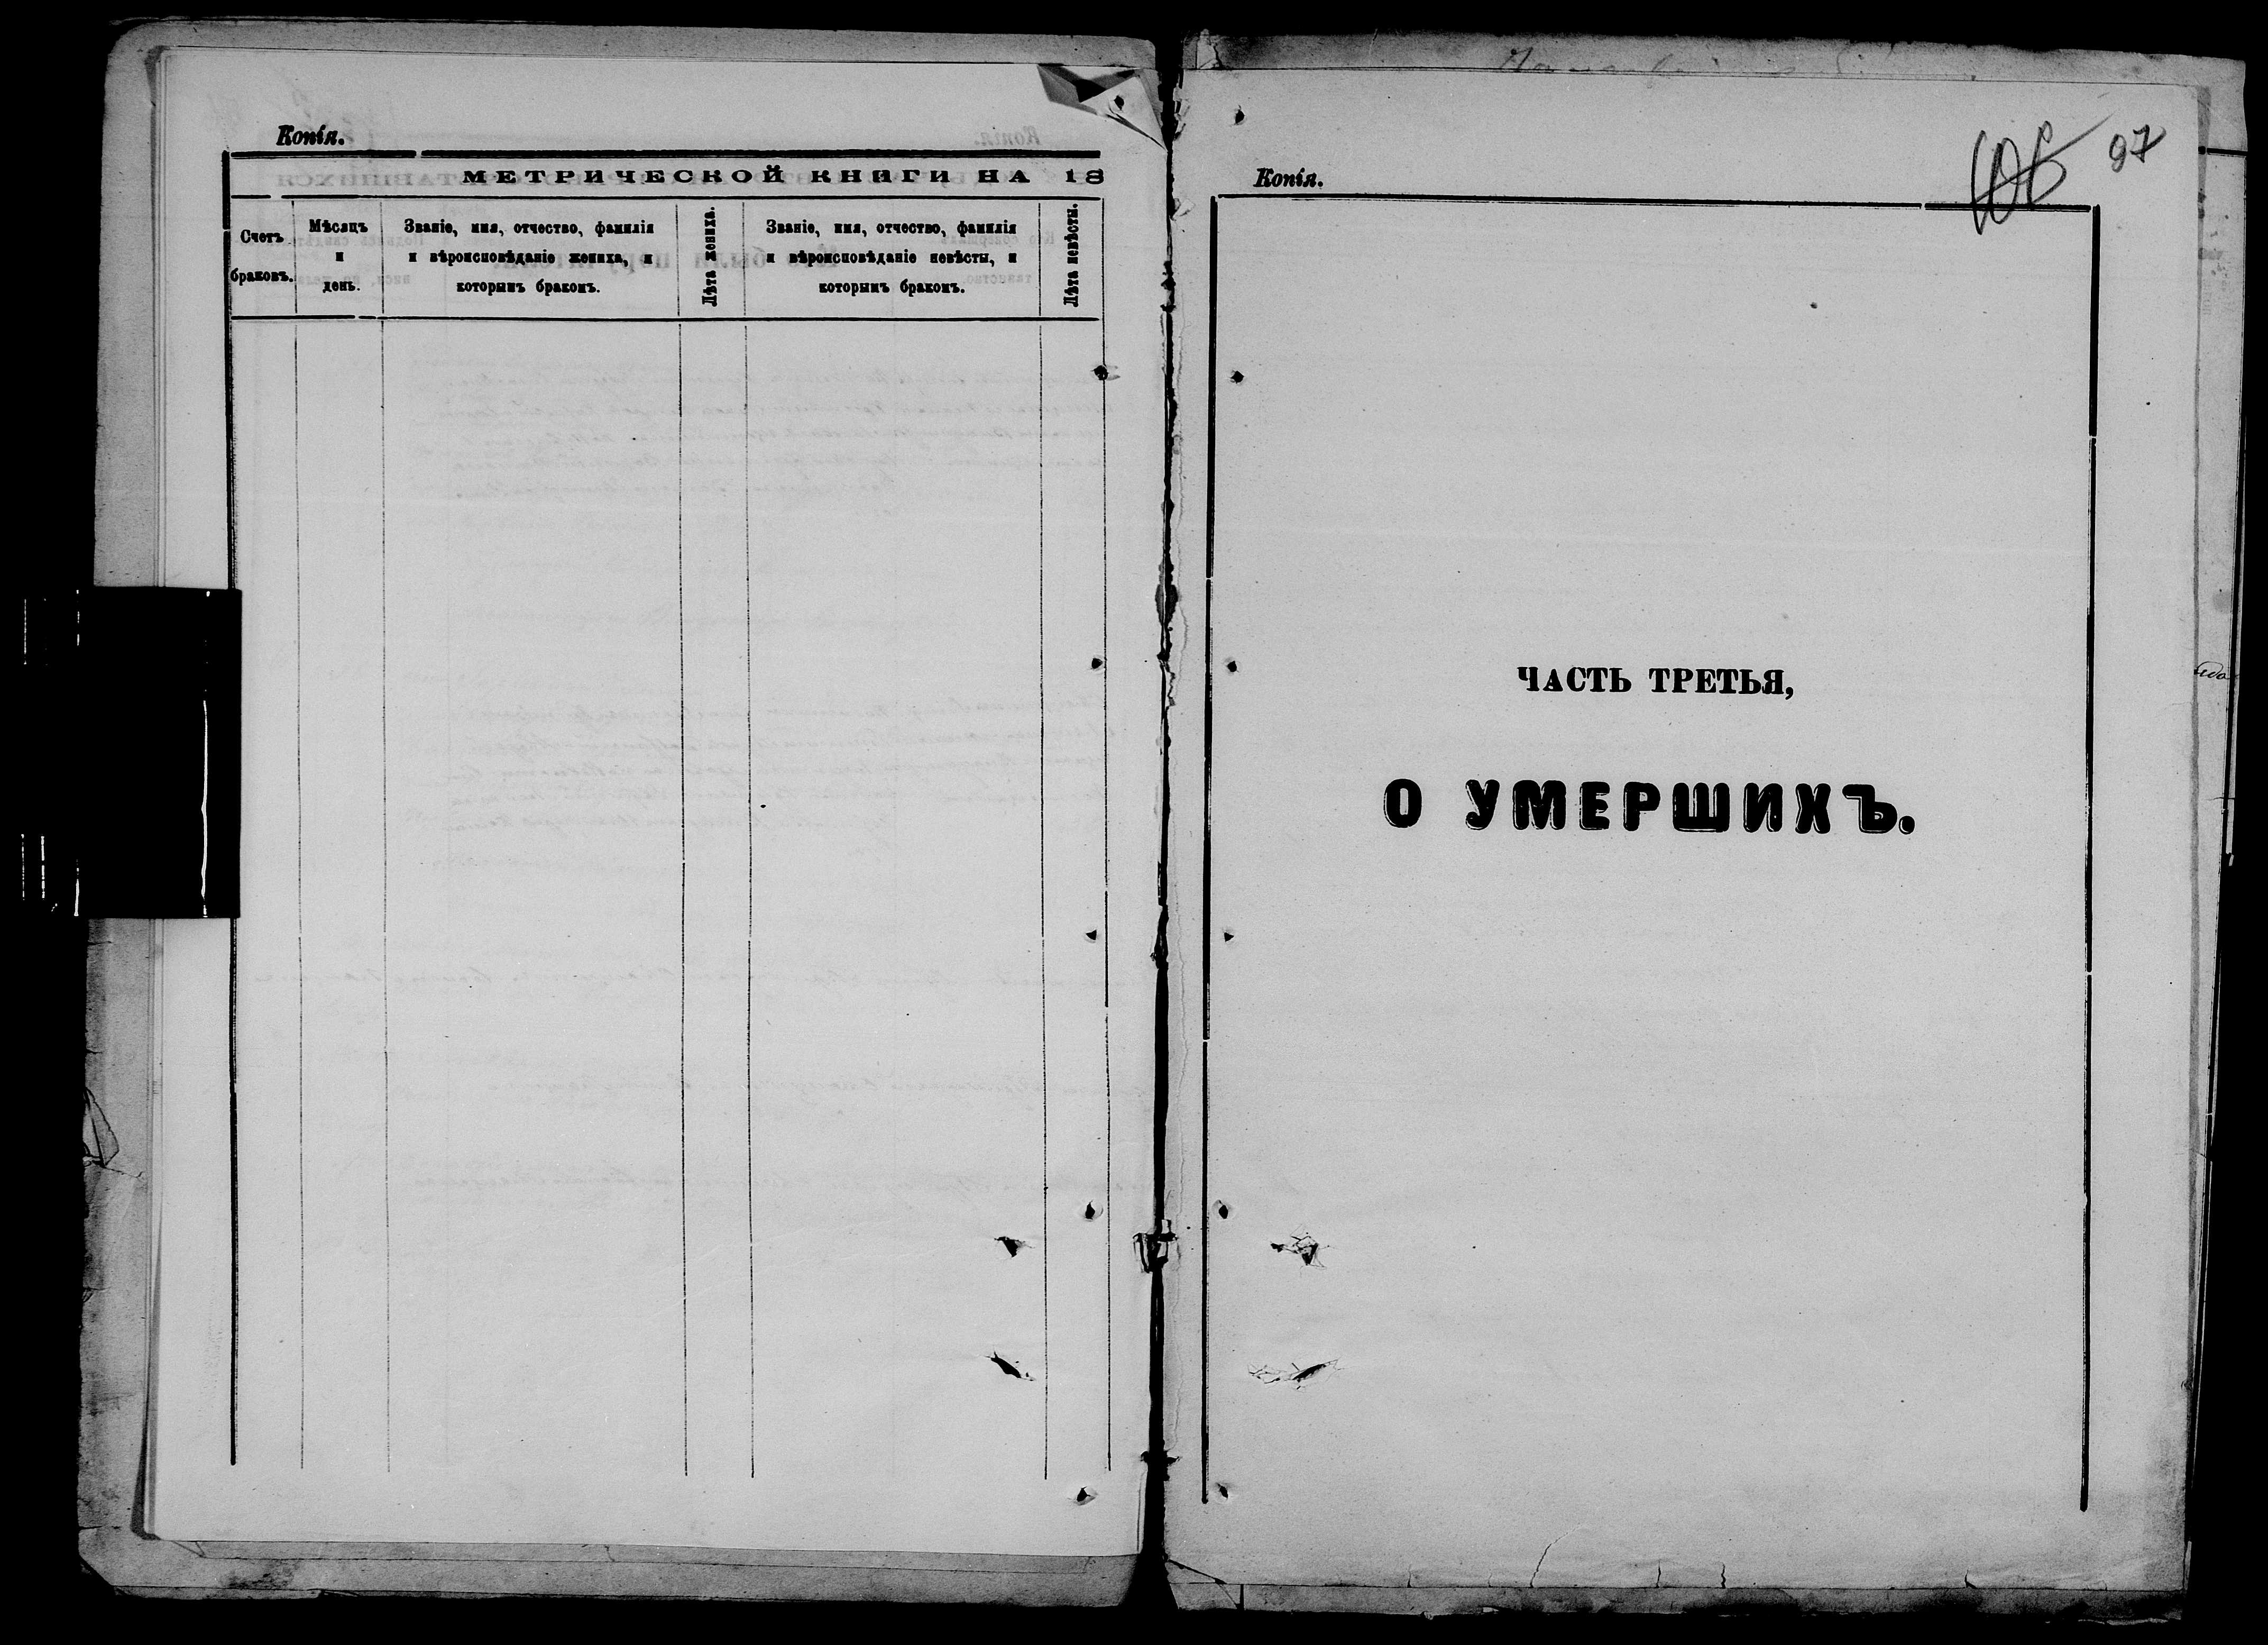 Копія.
МЕТРИЧЕСКОЙ КНИГИ НА 18
Счетъ
браковъ.
Мѣсяцъ
и
день.
Званіе, имя, отчество, фамилія
и вѣроисповѣданіе жениха, и
которымъ бракомъ.
Лѣта жениха.
Званіе, имя, отчество, фамилія
и вѣроисповѣданіе невѣсты, и
которымъ бракомъ.
Лѣта невѣсты.
97
Копія.
ЧАСТЬ ТРЕТЬЯ,
О УМЕРШИХЪ.